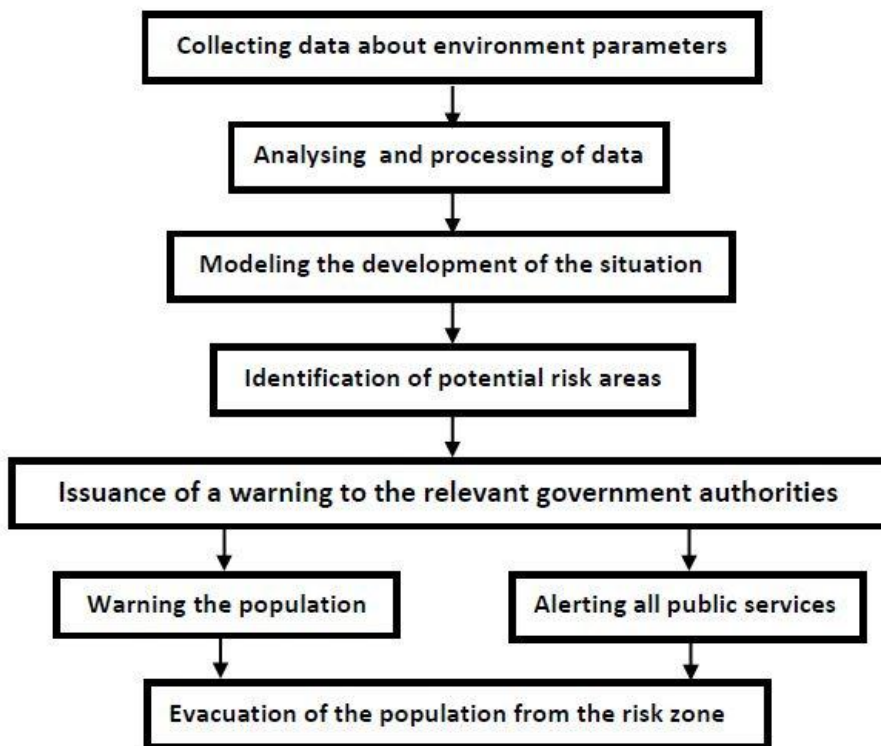 Collecting data about environment parameters
Analysing and processing of data
Modeling the development of the situation
Identification of potential risk areas
Issuance of a warning to the relevant government authorities
Warning the population
Alerting all public services
Evacuation of the population from the risk zone